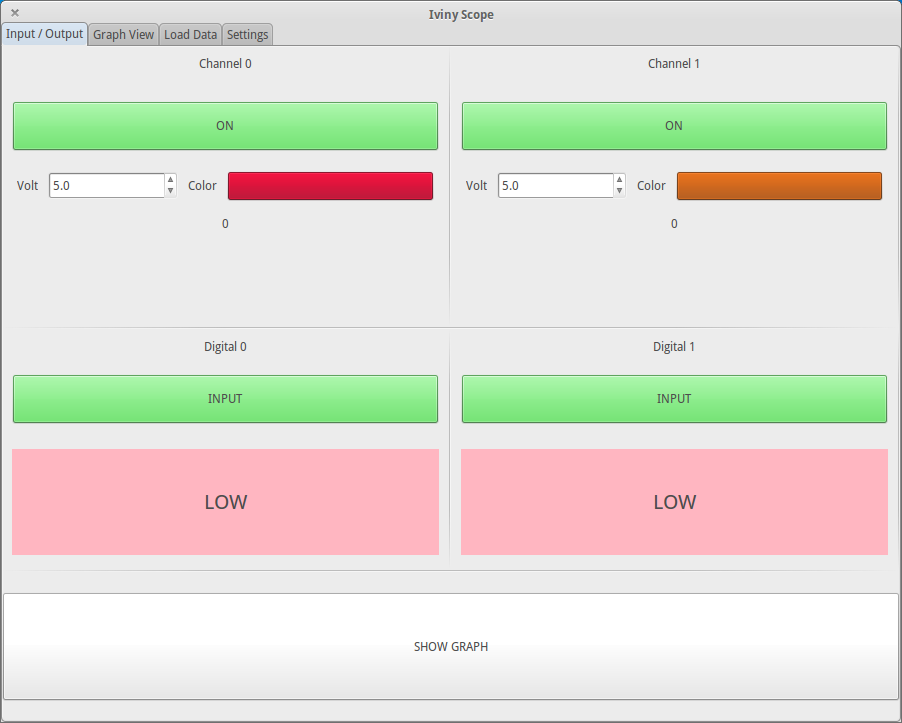 Iviny Scope
Input / Output Graph View Load Data Settings
Channel 0
ON
Volt 5.0 Color
0
Channel 1
ON
Volt 5.0 Color
0
Digital 0
INPUT
LOW
Digital 1
INPUT
LOW
SHOW GRAPH